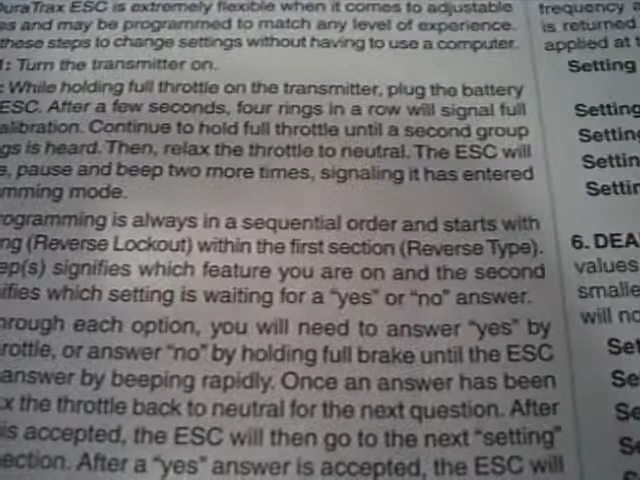 DuraTrax ESC is extremely flexible when it comes to adjustable
es and may be programmed to match any level of experience.
these steps to change settings without having to use a computer.
1: Turn the transmitter on.
: While holding full throttle on the transmitter, plug the battery
ESC. After a few seconds, four rings in a row will signal full
alibration. Continue to hold full throttle until a second group
gs is heard. Then, relax the throttle to neutral. The ESC will
e, pause and beep two more times, signaling it has entered
mming mode.
rogramming is always in a sequential order and starts with
ng (Reverse Lockout) within the first section (Reverse Type).
ep(s) signifies which feature you are on and the second
ifies which setting is waiting for a "yes" or "no" answer.
hrough each option, you will need to answer "yes" by
rottle, or answer "no" by holding full brake until the ESC
answer by beeping rapidly. Once an answer has been
x the throttle back to neutral for the next question. After
is accepted, the ESC will then go to the next "setting"
ection. After a "yes" answer is accepted, the ESC will
frequency
is returned
applied at t
Setting
Setting
Setting
Settin
Settir
6. DEA
values
smalle
will no
Set
Se
Se
Se